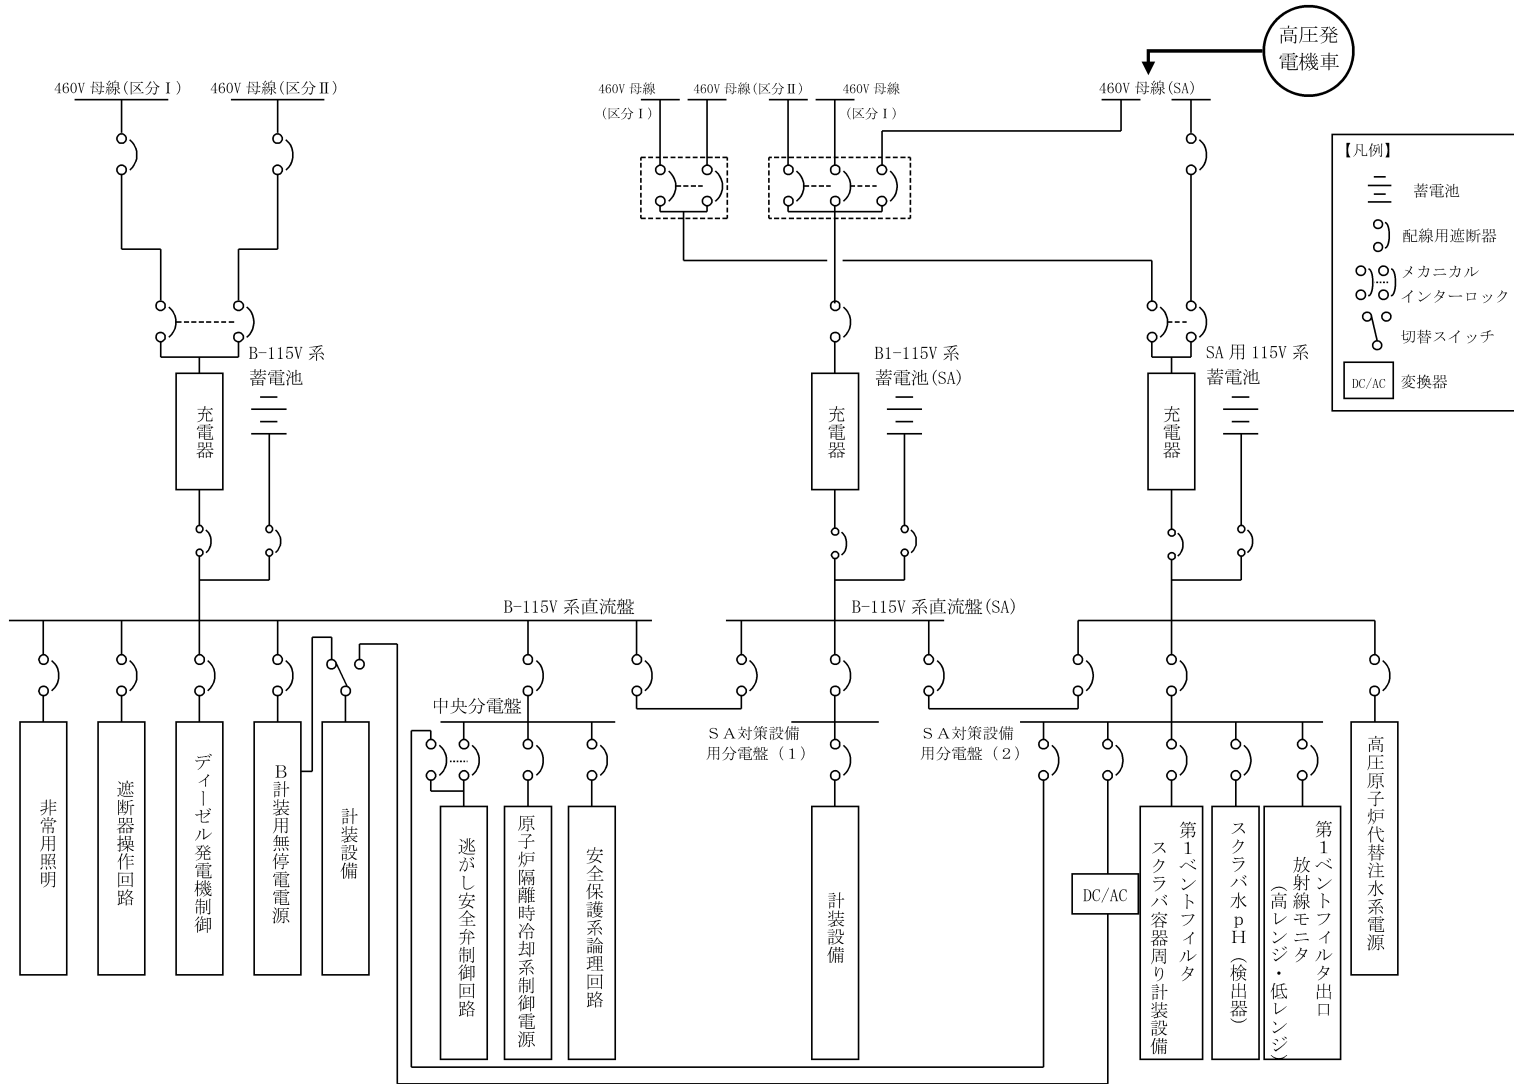 高圧発
電機車
460V 母線(区分Ⅰ)
460V 母線(区分Ⅱ)
460V 母線
(区分Ⅰ)
460V 母線(区分Ⅱ)
460V 母線
(区分Ⅰ)
460V 母線(SA)
【凡例】
蓄電池
配線用遮断器
メカニカル
インターロック
切替スイッチ
DC/AC
変換器
B-115V 系
蓄電池
充電器
B1-115V 系
蓄電池(SA)
充電器
SA 用 115V 系
蓄電池
充電器
B-115V 系直流盤
B-115V 系直流盤(SA)
中央分電盤
ＳＡ対策設備
用分電盤（１）
ＳＡ対策設備
用分電盤（２）
非常用照明
遮断器操作回路
ディーゼル発電機制御
Ｂ計装用無停電電源
計装設備
逃がし安全弁制御回路
原子炉隔離時冷却系制御電源
安全保護系論理回路
計装設備
DC/AC
第１ベントフィルタ
スクラバ容器周り計装設備
スクラバ水ｐＨ（検出器）
第１ベントフィルタ出口
放射線モニタ
（高レンジ・低レンジ）
高圧原子炉代替注水系電源